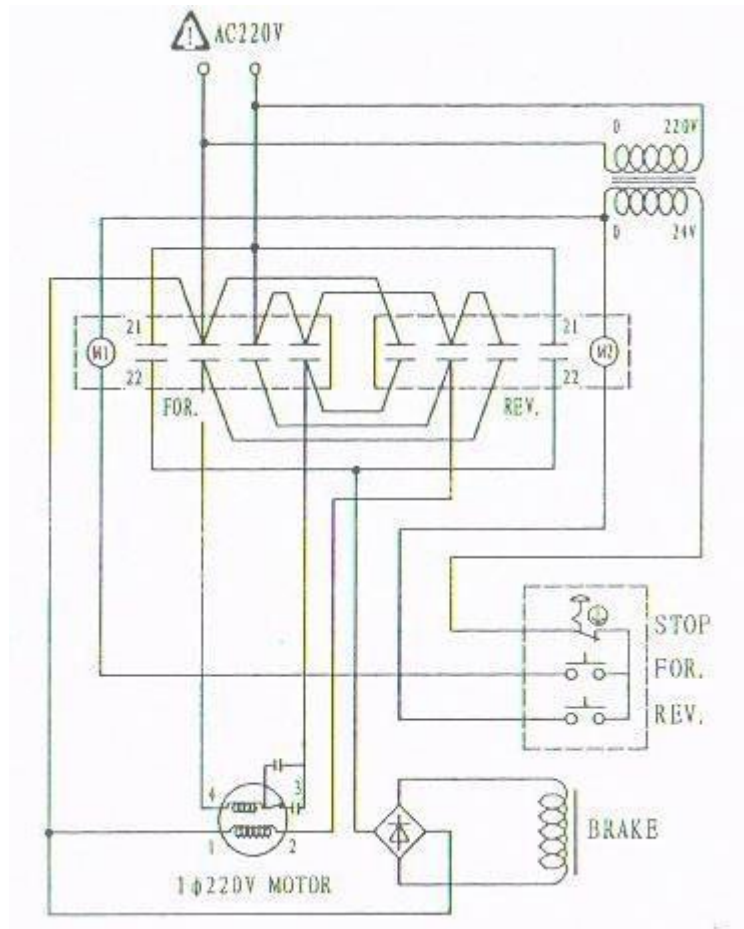 AC220V
0 220V
0 24V
21 21
M1 M2
22 22
FOR. REV.
STOP
FOR.
REV.
4 3
1 2
BRAKE
1φ220V MOTOR